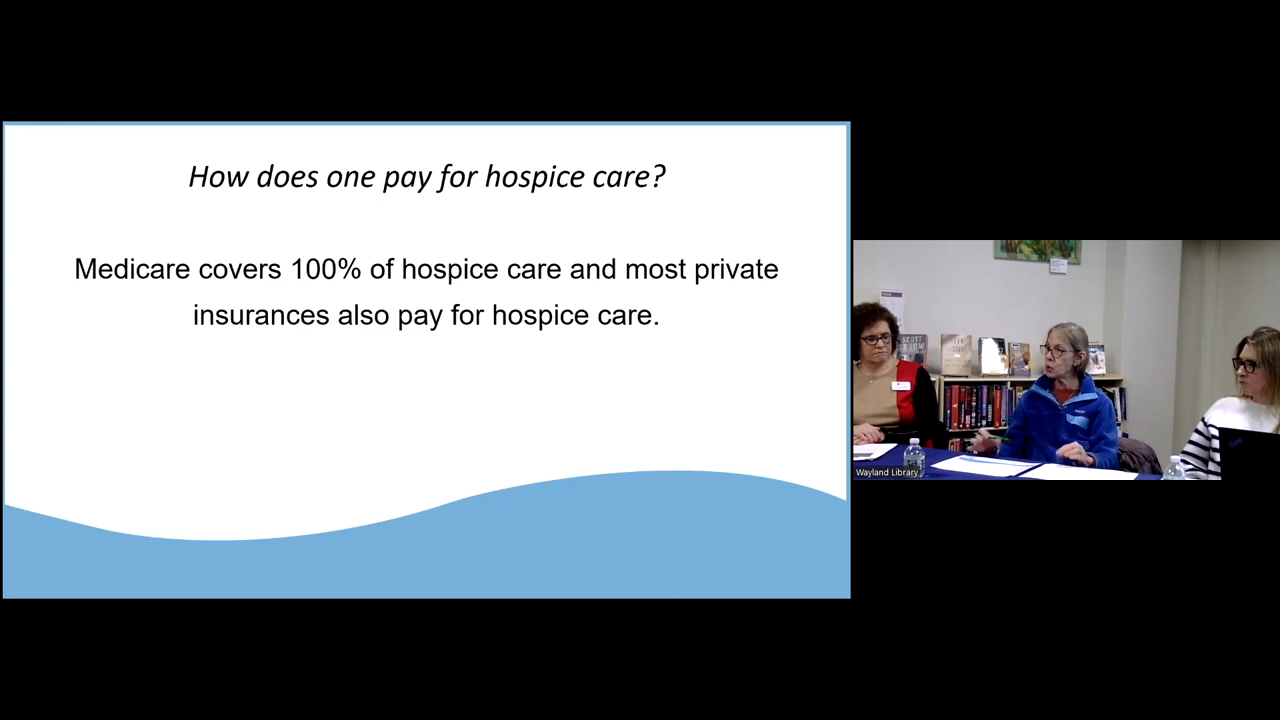 How does one pay for hospice care?
Medicare covers 100% of hospice care and most private
insurances also pay for hospice care.
Wayland Library